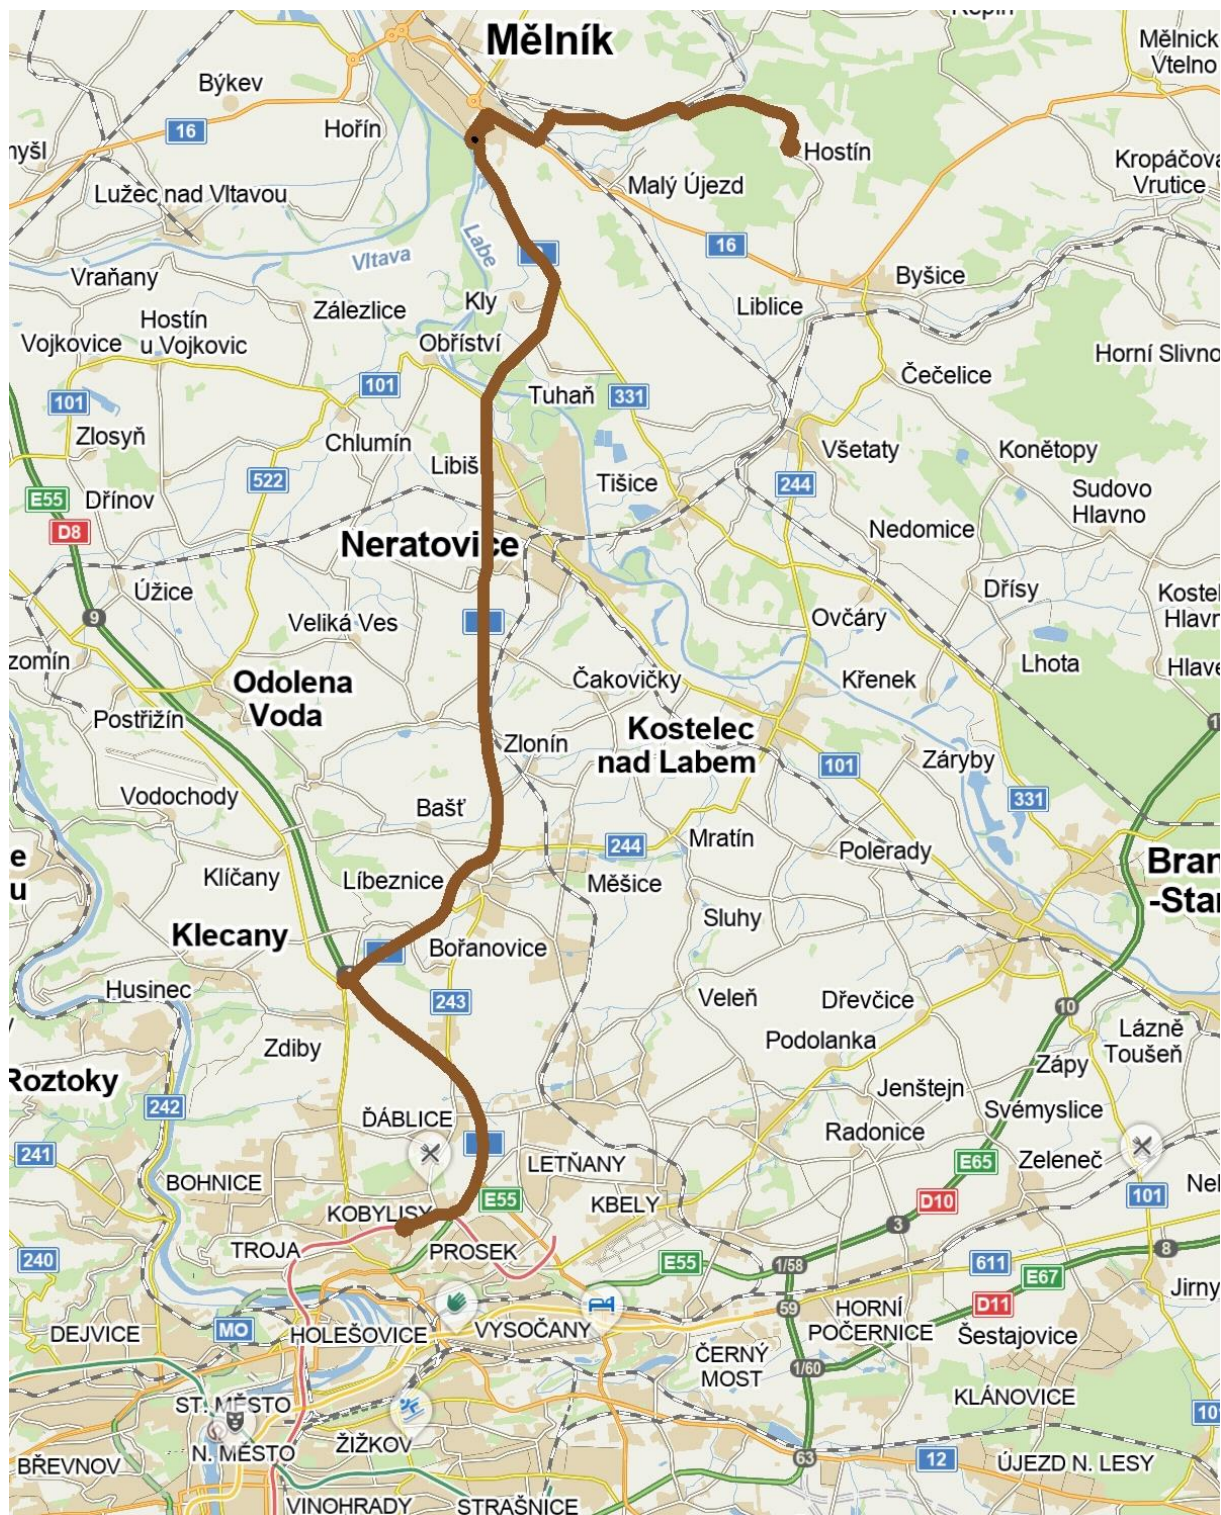 Mělník
Mělnick
Vtelno
Býkev
Hořín
16
Hostín
Kropáčova
Vrutice
Malý Újezd
Lužec nad Vltavou
Labe
Vltava
16
Vraňany
Byšice
Kly
Liblice
Zálezlice
Hostín
u Vojkovic
Vojkovice
Obříství
Horní Slivno
101
Čečelice
101
Tuhaň
331
Zlosyň
Chlumín
Všetaty
Konětopy
Libiš
522
Tišice
244
Sudovo
Hlavno
E55
Dřínov
D8
Nedomice
Neratovice
Úžice
Dřísy
9
Veliká Ves
Ovčáry
Lhota
Čakovičky
Křenek
Odolena
Voda
Postřižín
Kostelec
nad Labem
Zlonín
Záryby
101
331
Vodochody
Bašť
Mratín
244
Polerady
Klíčany
Líbeznice
Měšice
Sluhy
Klecany
Bořanovice
Husinec
243
Veleň
Dřevčice
10
Lázně
Toušeň
Zdiby
Podolanka
Zápy
Roztoky
242
Jenštejn
Svémyslice
ĎÁBLICE
Radonice
241
LETŇANY
E65
Zeleneč
BOHNICE
101
E55
KBELY
D10
KOBYLISY
3
TROJA
PROSEK
240
E55
1/58
611
8
E67
Jirny
D11
59
HORNÍ
POČERNICE
MO
DEJVICE
HOLEŠOVICE
VYSOČANY
Šestajovice
ČERNÝ
MOST
1/60
KLÁNOVICE
ST. MĚSTO
N. MĚSTO
ŽIŽKOV
63
12
ÚJEZD N. LESY
BŘEVNOV
VINOHRADY
STRAŠNICE